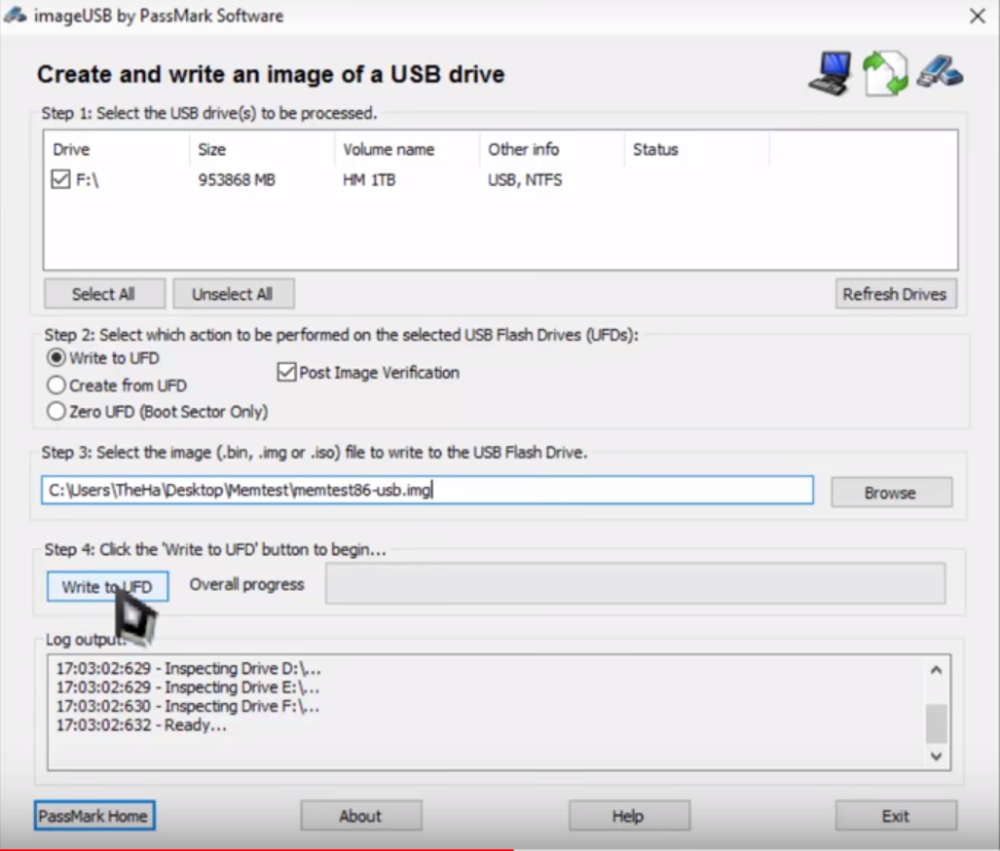 imageUSB by PassMark Software
Create and write an image of a USB drive
Step 1: Select the USB drive(s) to be processed.
Drive Size Volume name Other info Status
F:\ 953868 MB HM 1TB USB, NTFS
Select All Unselect All Refresh Drives
Step 2: Select which action to be performed on the selected USB Flash Drives (UFDs):
Write to UFD
Post Image Verification
Create from UFD
Zero UFD (Boot Sector Only)
Step 3: Select the image (.bin, .img or .iso) file to write to the USB Flash Drive.
C:\Users\TheHa\Desktop\Memtest\memtest86-usb.img Browse
Step 4: Click the 'Write to UFD' button to begin...
Write to UFD Overall progress
Log output:
17:03:02:629 - Inspecting Drive D:\...
17:03:02:629 - Inspecting Drive E:\...
17:03:02:630 - Inspecting Drive F:\...
17:03:02:632 - Ready...
PassMark Home About Help Exit